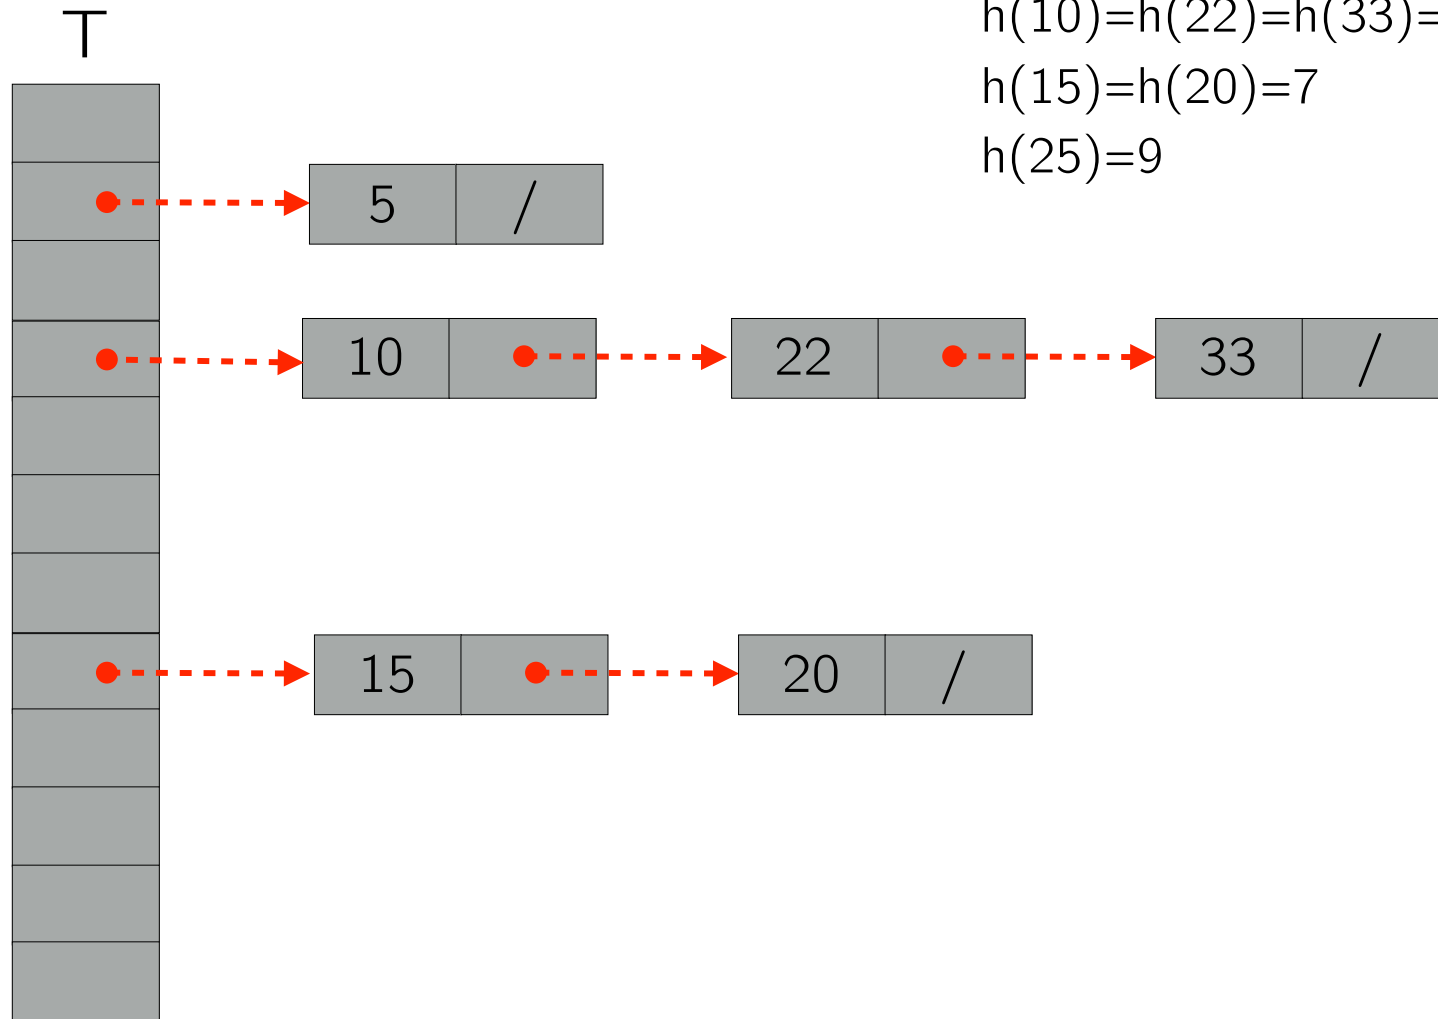 T
h(10)=h(22)=h(33)=
h(15)=h(20)=7
h(25)=9
5 /
10 22 33 /
15 20 /